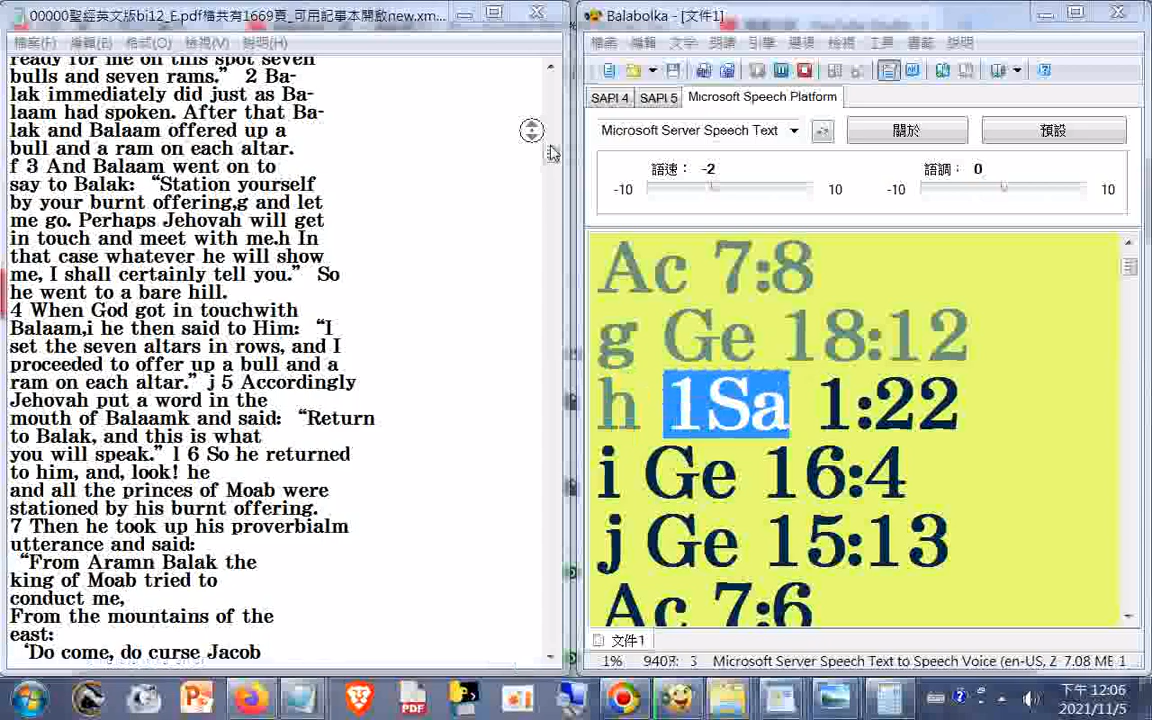 00000聖經英文版bi12_E.pdf檔共有1669頁_可用記事本開啟new.xm...
檔案(F) 編輯(E) 格式(O) 檢視(V) 說明(H)
ready for me on this spot seven
bulls and seven rams.” 2 Ba-
lak immediately did just as Ba-
laam had spoken. After that Ba-
lak and Balaam offered up a
bull and a ram on each altar.
f 3 And Balaam went on to
say to Balak: “Station yourself
by your burnt offering,g and let
me go. Perhaps Jehovah will get
in touch and meet with me.h In
that case whatever he will show
me, I shall certainly tell you.” So
he went to a bare hill.
4 When God got in touchwith
Balaam,i he then said to Him: “I
set the seven altars in rows, and I
proceeded to offer up a bull and a
ram on each altar.” j 5 Accordingly
Jehovah put a word in the
mouth of Balaamk and said: “Return
to Balak, and this is what
you will speak.” l 6 So he returned
to him, and, look! he
and all the princes of Moab were
stationed by his burnt offering.
7 Then he took up his proverbialm
utterance and said:
“From Aramn Balak the
king of Moab tried to
conduct me,
From the mountains of the
east:
‘Do come, do curse Jacob
Balabolka - [文件1]
檔案 編輯 文字 朗讀 引擎 選項 檢視 工具 書籤 說明
SAPI 4 SAPI 5 Microsoft Speech Platform
Microsoft Server Speech Text 關於 預設
語速： -2 語調： 0
-10 10 -10 10
Ac 7:8
g Ge 18:12
h 1Sa 1:22
i Ge 16:4
j Ge 15:13
Ac 7:6
文件1
1% 940F: 3 Microsoft Server Speech Text to Speech Voice (en-US, Z 7.08 ME 1
PDF
下午 12:06
2021/11/5